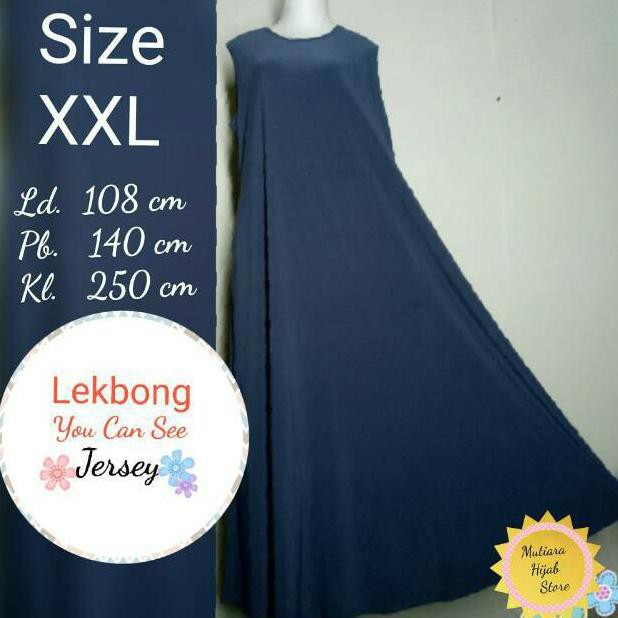 Size
XXL
Ld. 108 cm
Pb. 140 cm
Kl. 250 cm
Lekbong
You Can See
Jersey
Mutiara
Hijab
Store